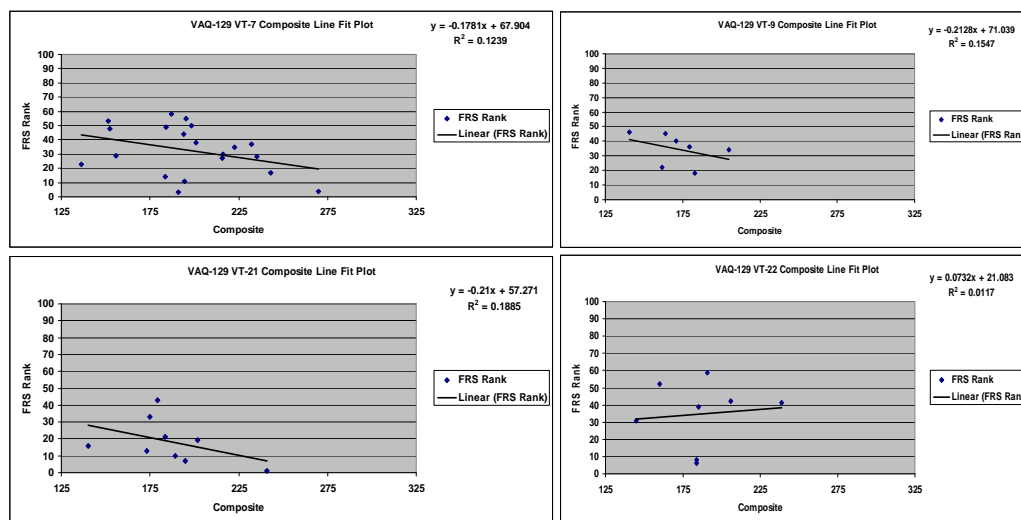 VAQ-129 VT-7 Composite Line Fit Plot
y = -0.1781x + 67.904
R² = 0.1239
100
90
80
70
60
50
40
30
20
10
0
FRS Rank
125 175 225 275 325
Composite
FRS Rank
Linear (FRS Rank)
VAQ-129 VT-9 Composite Line Fit Plot
y = -0.2128x + 71.039
R² = 0.1547
100
90
80
70
60
50
40
30
20
10
0
FRS Rank
125 175 225 275 325
Composite
FRS Rank
Linear (FRS Rank
VAQ-129 VT-21 Composite Line Fit Plot
y = -0.21x + 57.271
R² = 0.1885
100
90
80
70
60
50
40
30
20
10
0
FRS Rank
125 175 225 275 325
Composite
FRS Rank
Linear (FRS Rank)
VAQ-129 VT-22 Composite Line Fit Plot
y = 0.0732x + 21.083
R² = 0.0117
100
90
80
70
60
50
40
30
20
10
0
FRS Rank
125 175 225 275 325
Composite
FRS Rank
Linear (FRS Ran